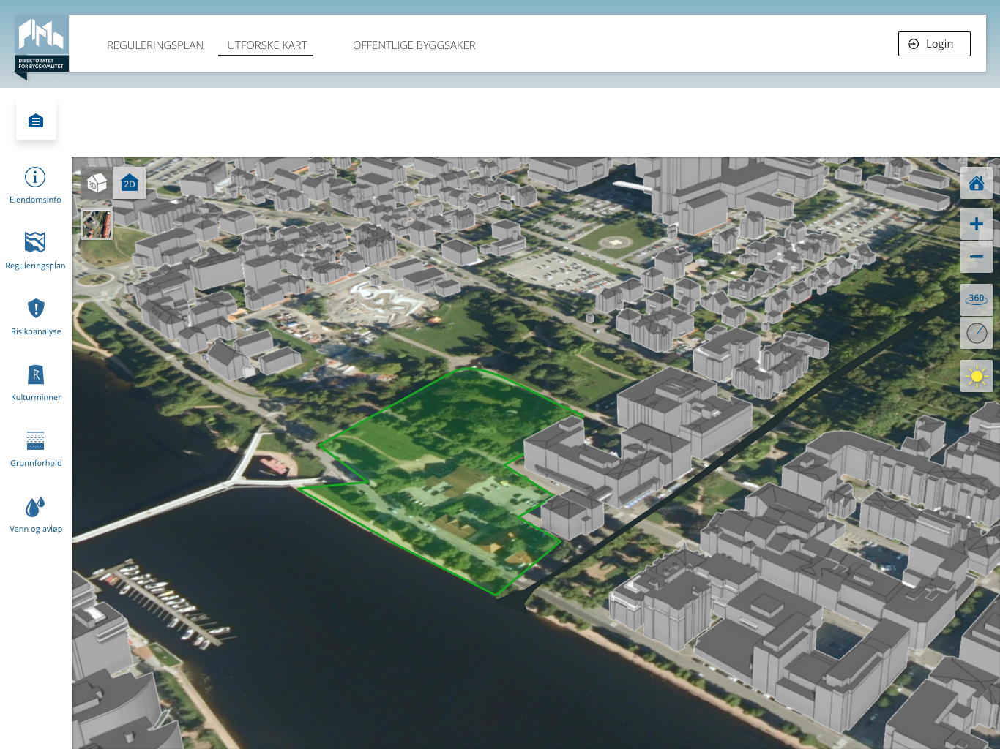 DIREKTORATET
FOR BYGGKVALITET
REGULERINGSPLAN
UTFORSKE KART
OFFENTLIGE BYGGSAKER
Login
Eiendomsinfo
Reguleringsplan
Risikoanalyse
Kulturminner
Grunnforhold
Vann og avløp
3D
2D
360